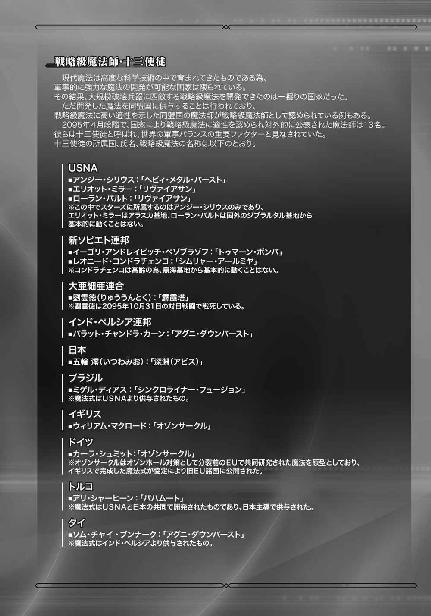 戦略級魔法師・十三使徒
現代魔法は高度な科学技術の中で育まれてきたものである為、
軍事的に強力な魔法の開発が可能な国家は限られている。
その結果、大規模破壊兵器に匹敵する戦略級魔法を開発できたのは一握りの国家だった。
ただ開発した魔法を同盟国に供与することは行われており、
戦略級魔法に高い適性を示した同盟国の魔法師が戦略級魔法師として認められている例もある。
2095年4月段階で、国家により戦略級魔法に適性を認められ対外的に公表された魔法師は13名。
彼らは十三使徒と呼ばれ、世界の軍事バランスの重要ファクターと見なされていた。
十三使徒の所属国、氏名、戦略級魔法の名称は以下のとおり。
USNA
■アンジー・シリウス:「ヘビィ・メタル・バースト」
■エリオット・ミラー:「リヴァイアサン」
■ローラン・バルト:「リヴァイアサン」
※この中でスターズに所属するのはアンジー・シリウスのみであり、
エリオット・ミラーはアラスカ基地、ローラン・バルトは国外のジブラルタル基地から
基本的に動くことはない。
新ソビエト連邦
■イーゴリ・アンドレイビッチ・ベゾブラゾフ:「トゥマーン・ボンバ」
■レオニード・コンドラチェンコ:「シムリャー・アールミヤ」
※コンドラチェンコは高齢の為、黒海基地から基本的に動くことはない。
大亜細亜連合
■劉雲徳(りゅううんとく):「霹靂塔」
※劉雲徳は2095年10月31日の対日戦闘で戦死している。
インド・ペルシア連邦
■バラット・チャンドラ・カーン:「アグニ・ダウンバースト」
日本
■五輪 澪(いつわみお):「深淵(アビス)」
ブラジル
■ミゲル・ディアス:「シンクロライナー・フュージョン」
※魔法式はUSNAより供与されたもの。
イギリス
■ウィリアム・マクロード:「オゾンサークル」
ドイツ
■カーラ・シュミット:「オゾンサークル」
※オゾンサークルはオゾンホール対策として分裂前のEUで共同研究された魔法を原型としており、
イギリスで完成した魔法式が協定により旧EU諸国に公開された。
トルコ
■アリ・シャーヒーン:「バハムート」
※魔法式はUSNAと日本の共同で開発されたものであり、日本主導で供与された。
タイ
■ソム・チャイ・ブンナーク:「アグニ・ダウンバースト」
※魔法式はインド・ペルシアより供与されたもの。